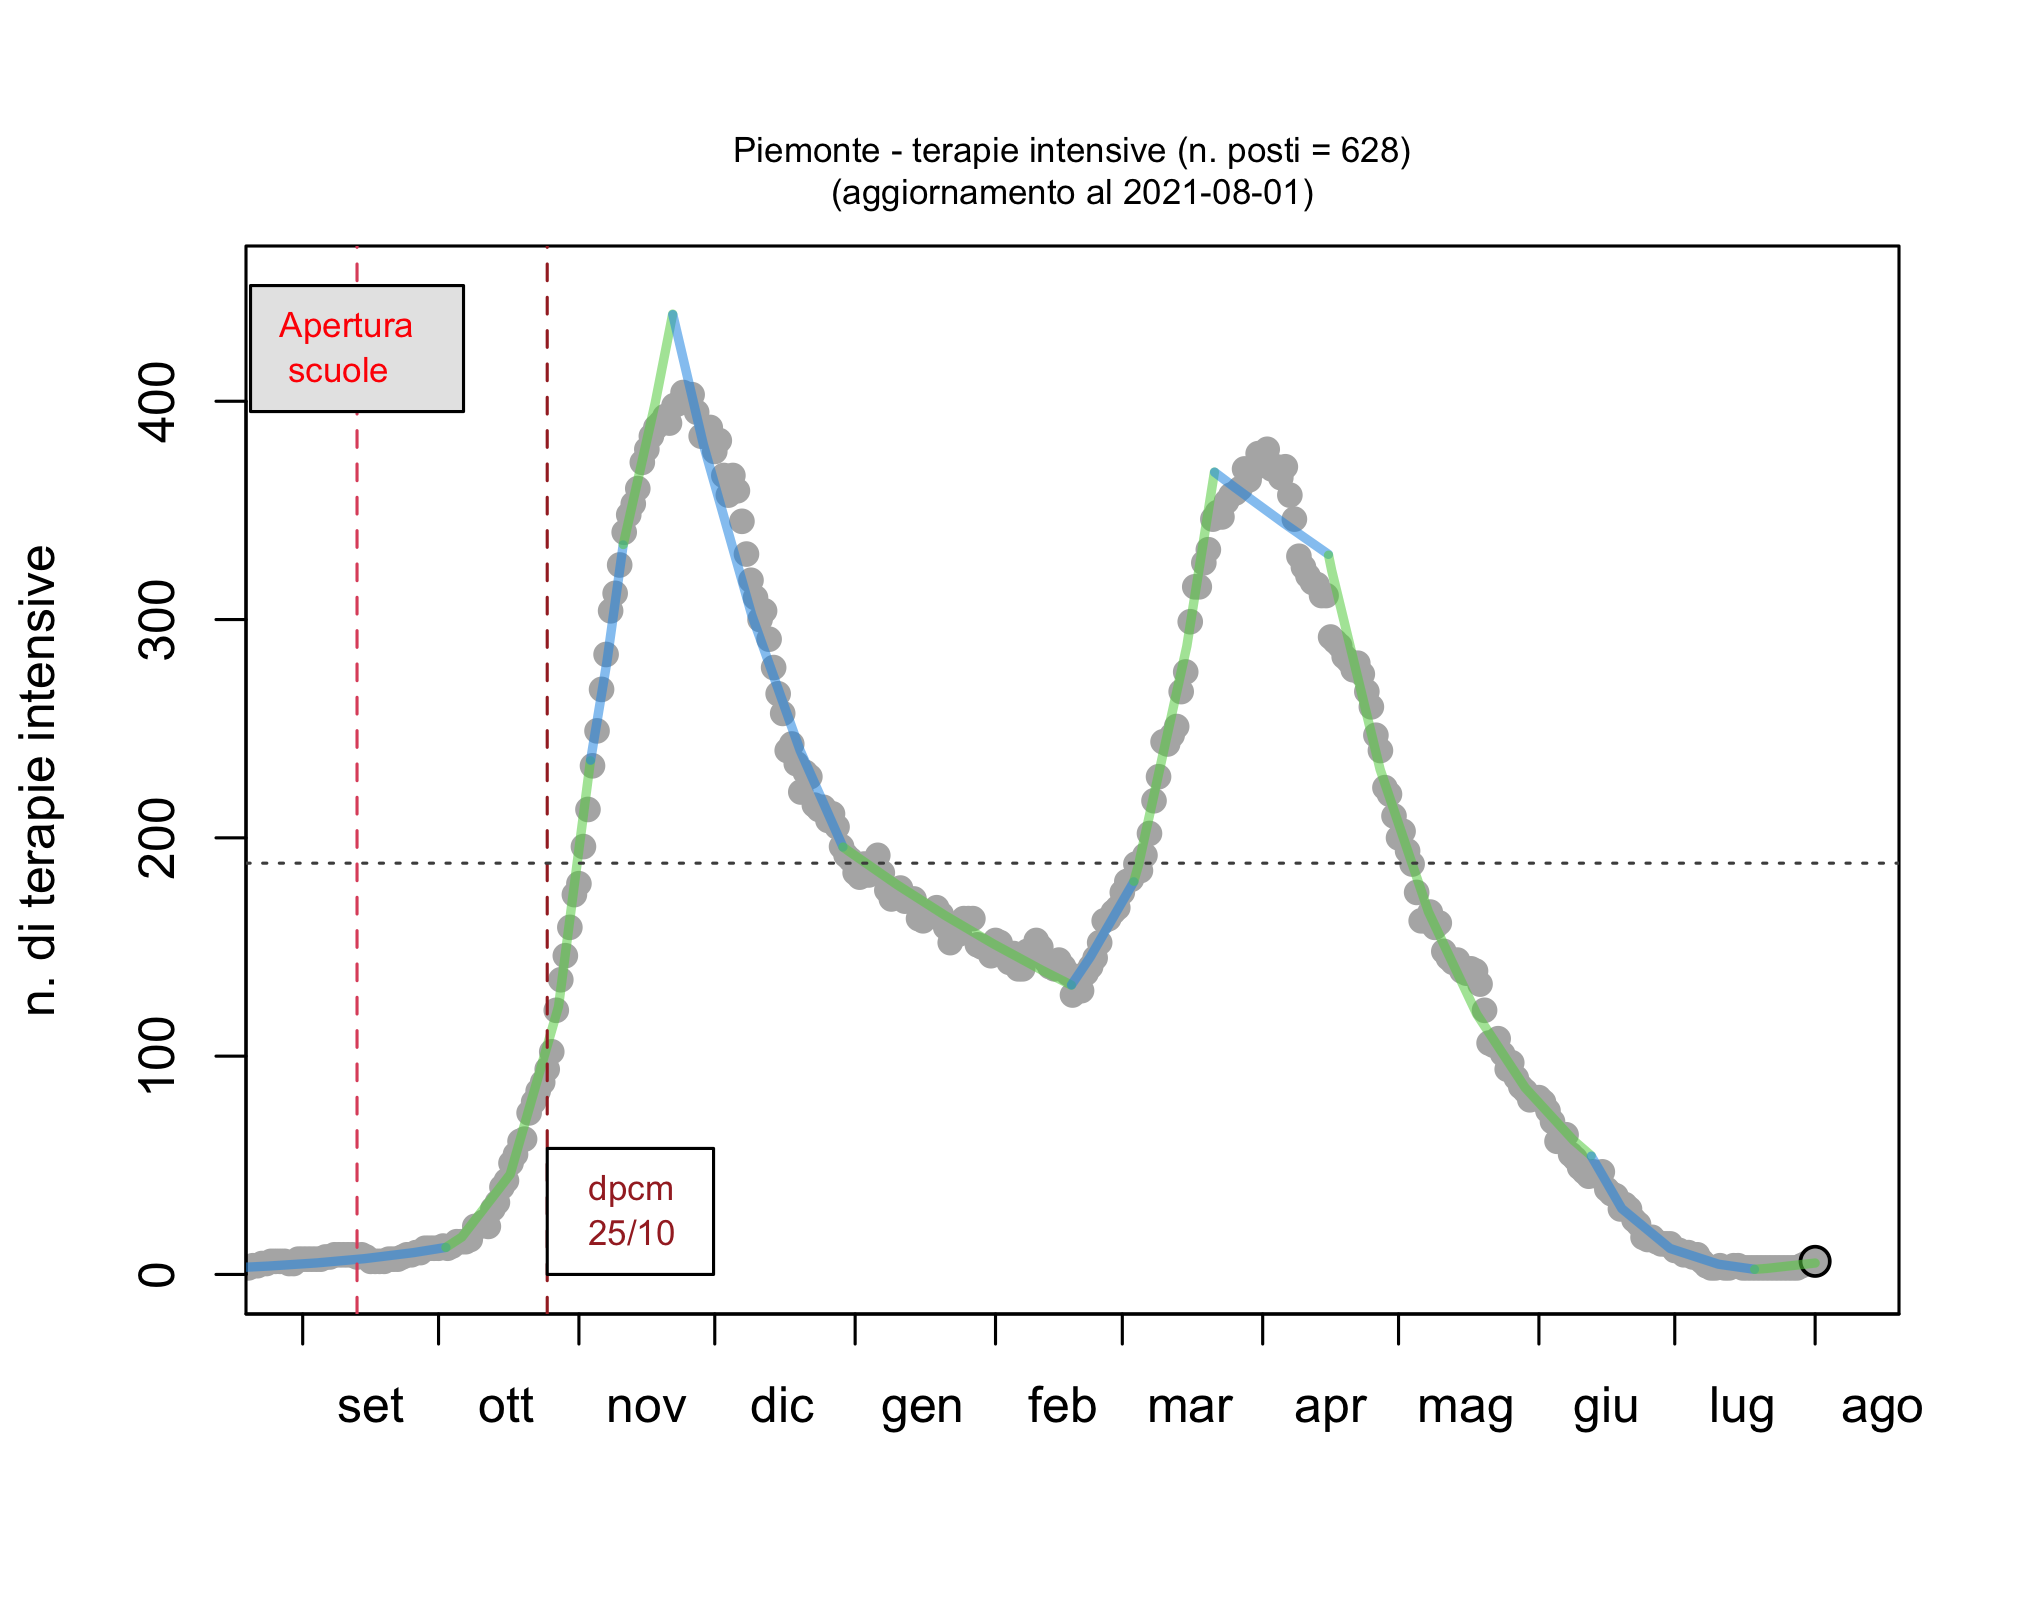 Piemonte - terapie intensive (n. posti = 628)
(aggiornamento al 2021-08-01)
Apertura
scuole
dpcm
25/10
n. di terapie intensive
400
300
200
100
0
set ott nov dic gen feb mar apr mag giu lug ago